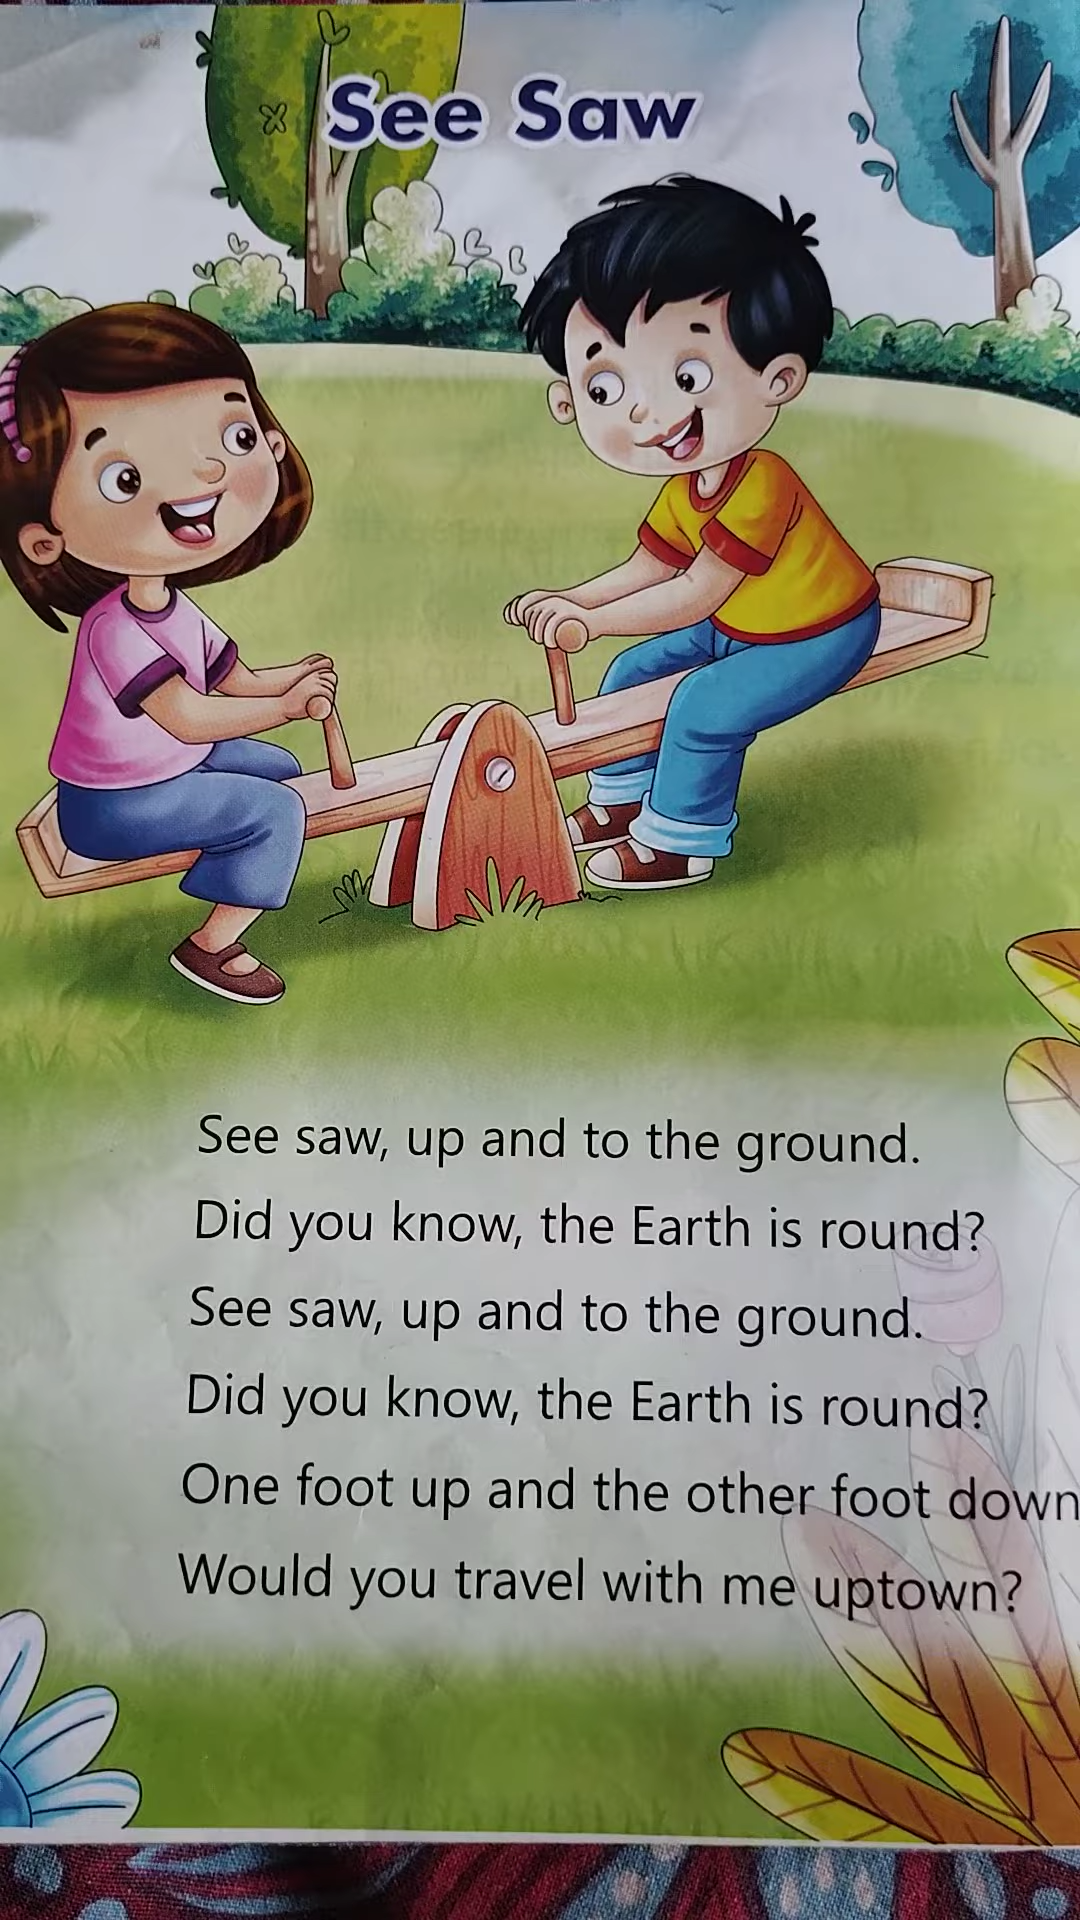 See Saw
See saw, up and to the ground.
Did you know, the Earth is round?
See saw, up and to the ground.
Did you know, the Earth is round?
One foot up and the other foot down
Would you travel with me uptown?